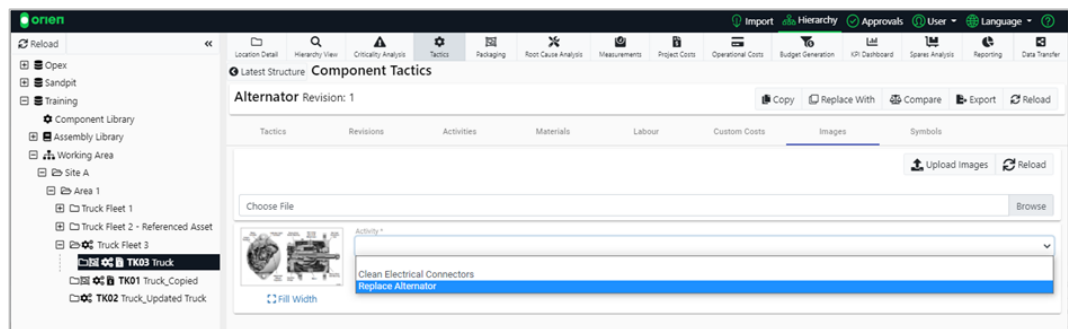 orien
Import Hierarchy Approvals User Language
Reload
Location Detail Hierarchy View Criticality Analysis Tactics Packaging Root Cause Analysis Measurements Project Costs Operational Costs Budget Generation KPI Dashboard Spares Analysis Reporting Data Transfer
Opex
Latest Structure Component Tactics
Sandpit
Training
Alternator Revision: 1
Copy Replace With Compare Export Reload
Component Library
Assembly Library
Tactics Revisions Activities Materials Labour Custom Costs Images Symbols
Working Area
Site A
Upload Images Reload
Area 1
Truck Fleet 1
Choose File Browse
Truck Fleet 2 - Referenced Asset
Truck Fleet 3
Activity*
TK03 Truck
TK01 Truck_Copied
Clean Electrical Connectors
Replace Alternator
TK02 Truck_Updated Truck
Fill Width